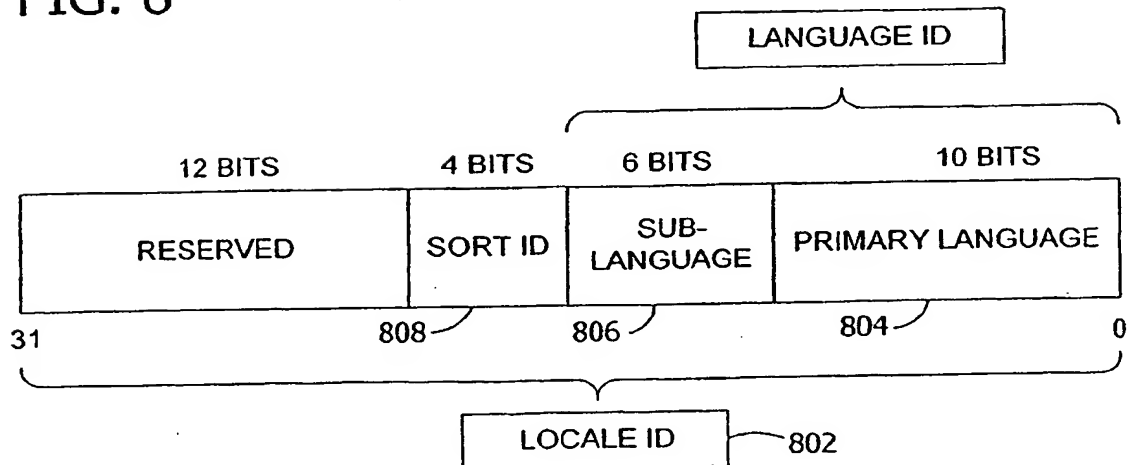 FIG. 8
LANGUAGE ID
12 BITS 4 BITS 6 BITS 10 BITS
RESERVED SORT ID SUB-
LANGUAGE PRIMARY LANGUAGE
31 808 806 804 0
LOCALE ID 802